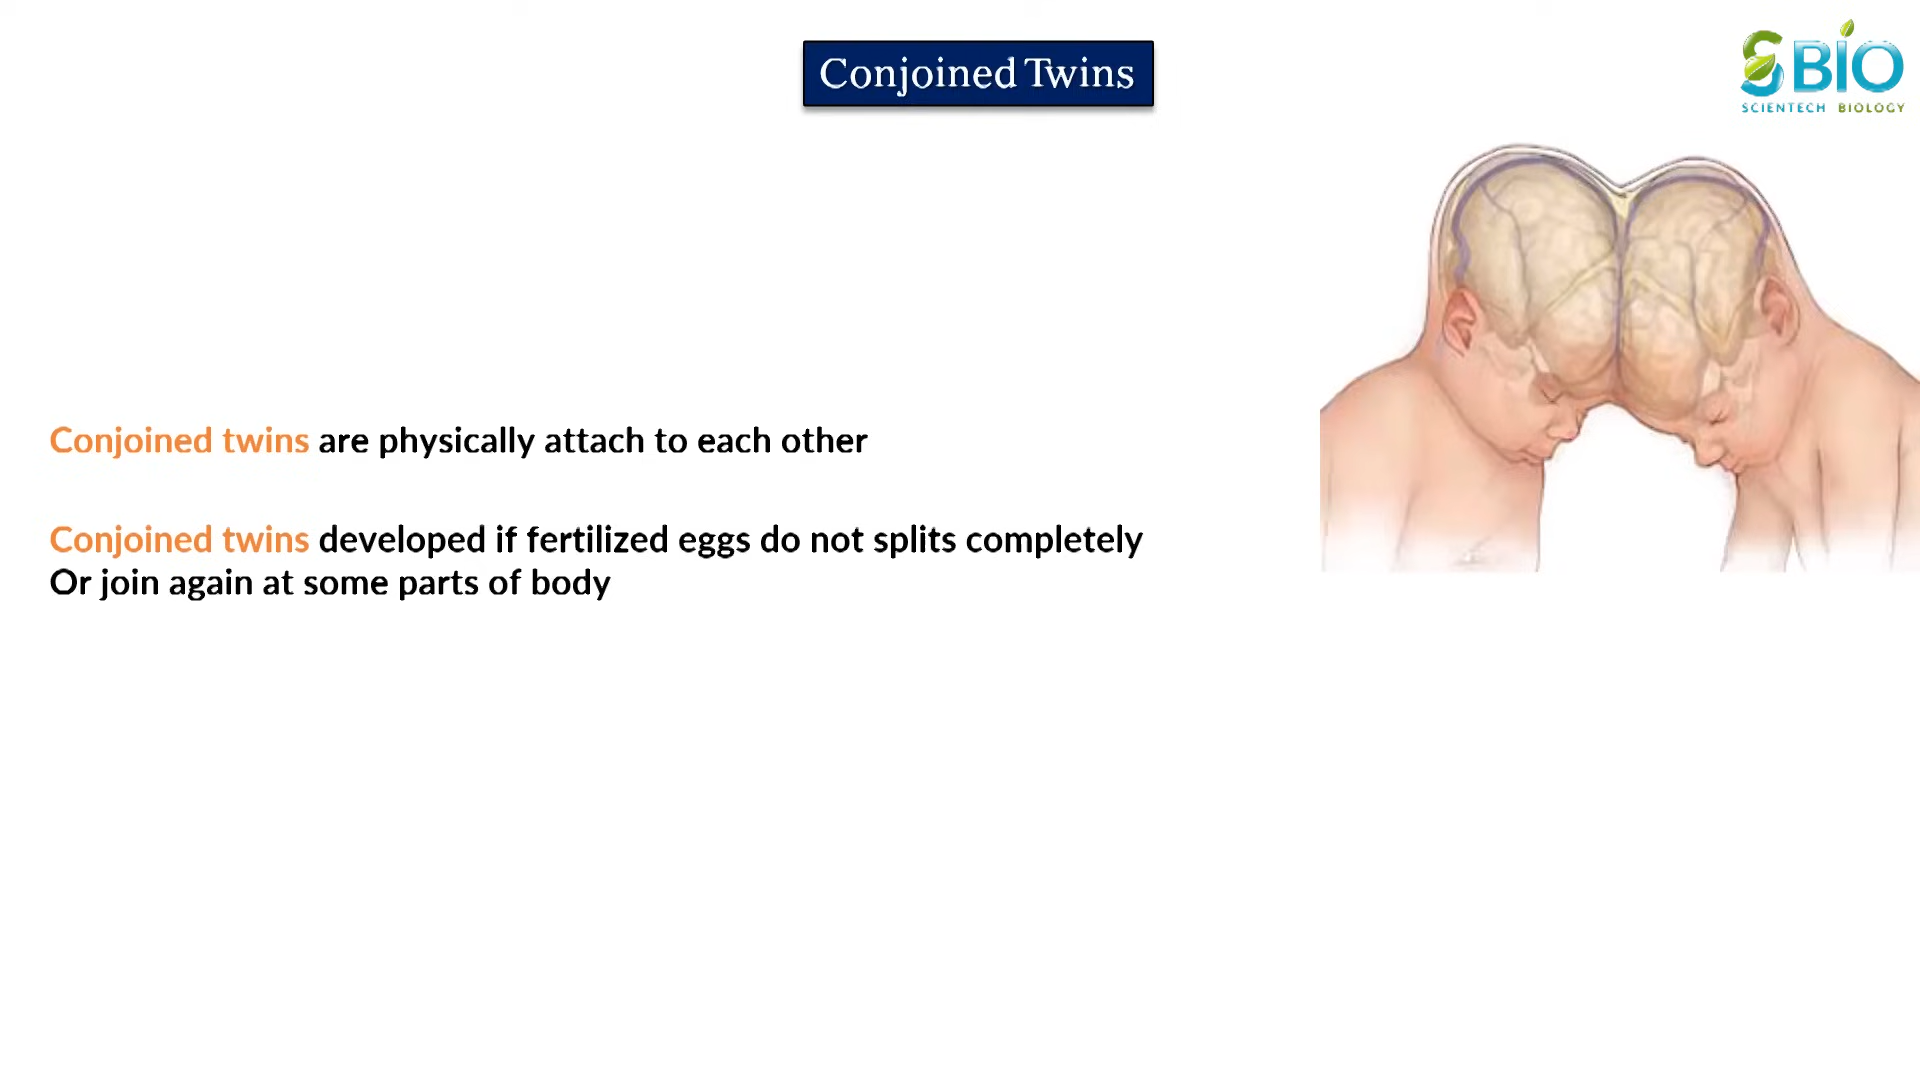 Conjoined Twins
SBIO
SCIENTECH BIOLOGY
Conjoined twins are physically attach to each other
Conjoined twins developed if fertilized eggs do not splits completely
Or join again at some parts of body